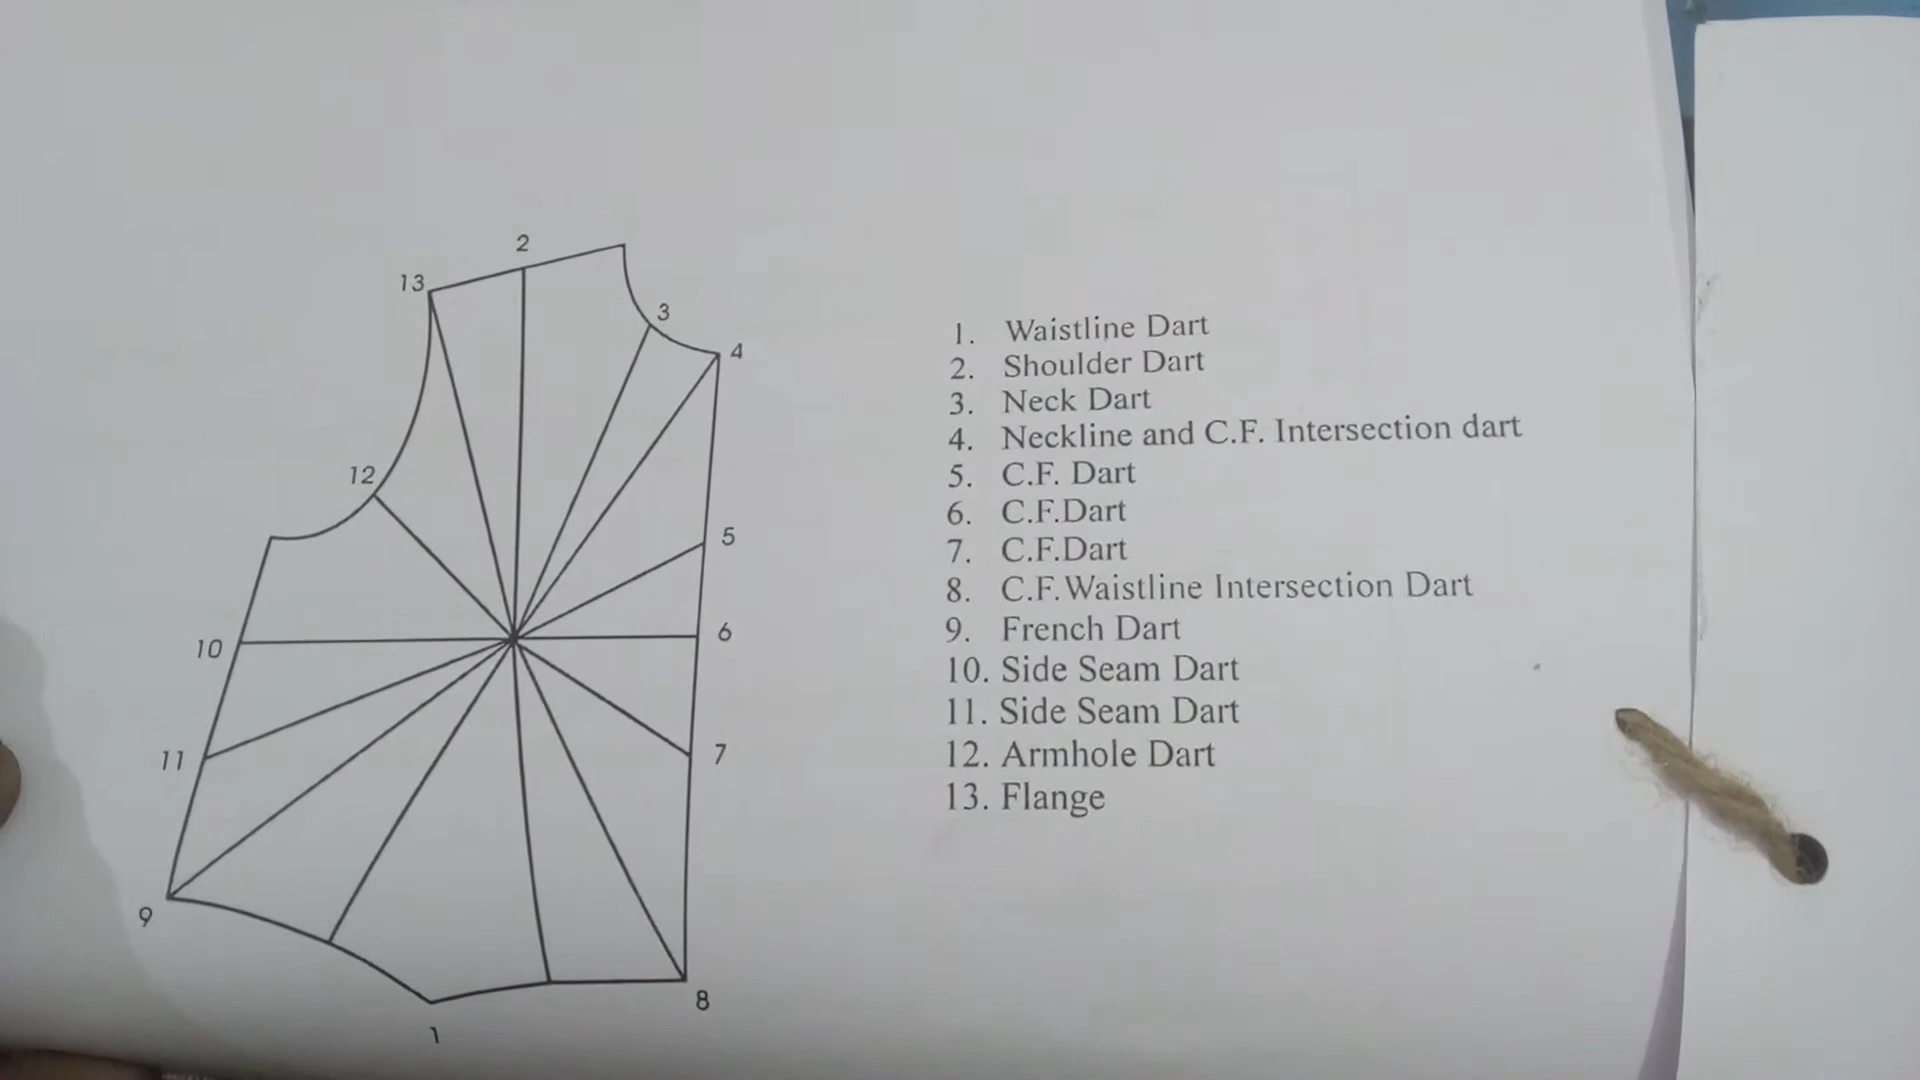 2
13
3
4
12
5
6
10
7
11
9
8
1
1. Waistline Dart
2. Shoulder Dart
3. Neck Dart
4. Neckline and C.F. Intersection dart
5. C.F. Dart
6. C.F.Dart
7. C.F.Dart
8. C.F.Waistline Intersection Dart
9. French Dart
10. Side Seam Dart
11. Side Seam Dart
12. Armhole Dart
13. Flange